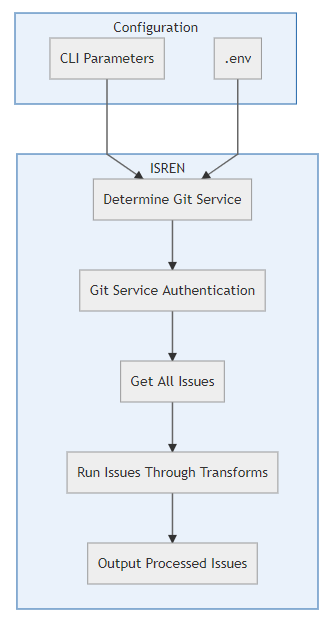 Configuration
CLI Parameters
.env
ISREN
Determine Git Service
Git Service Authentication
Get All Issues
Run Issues Through Transforms
Output Processed Issues